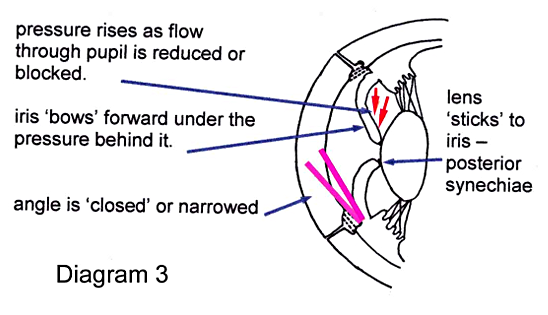 pressure rises as flow
through pupil is reduced or
blocked.
iris ‘bows’ forward under the
pressure behind it.
angle is ‘closed’ or narrowed
lens
‘sticks’ to
iris –
posterior
synechiae
Diagram 3